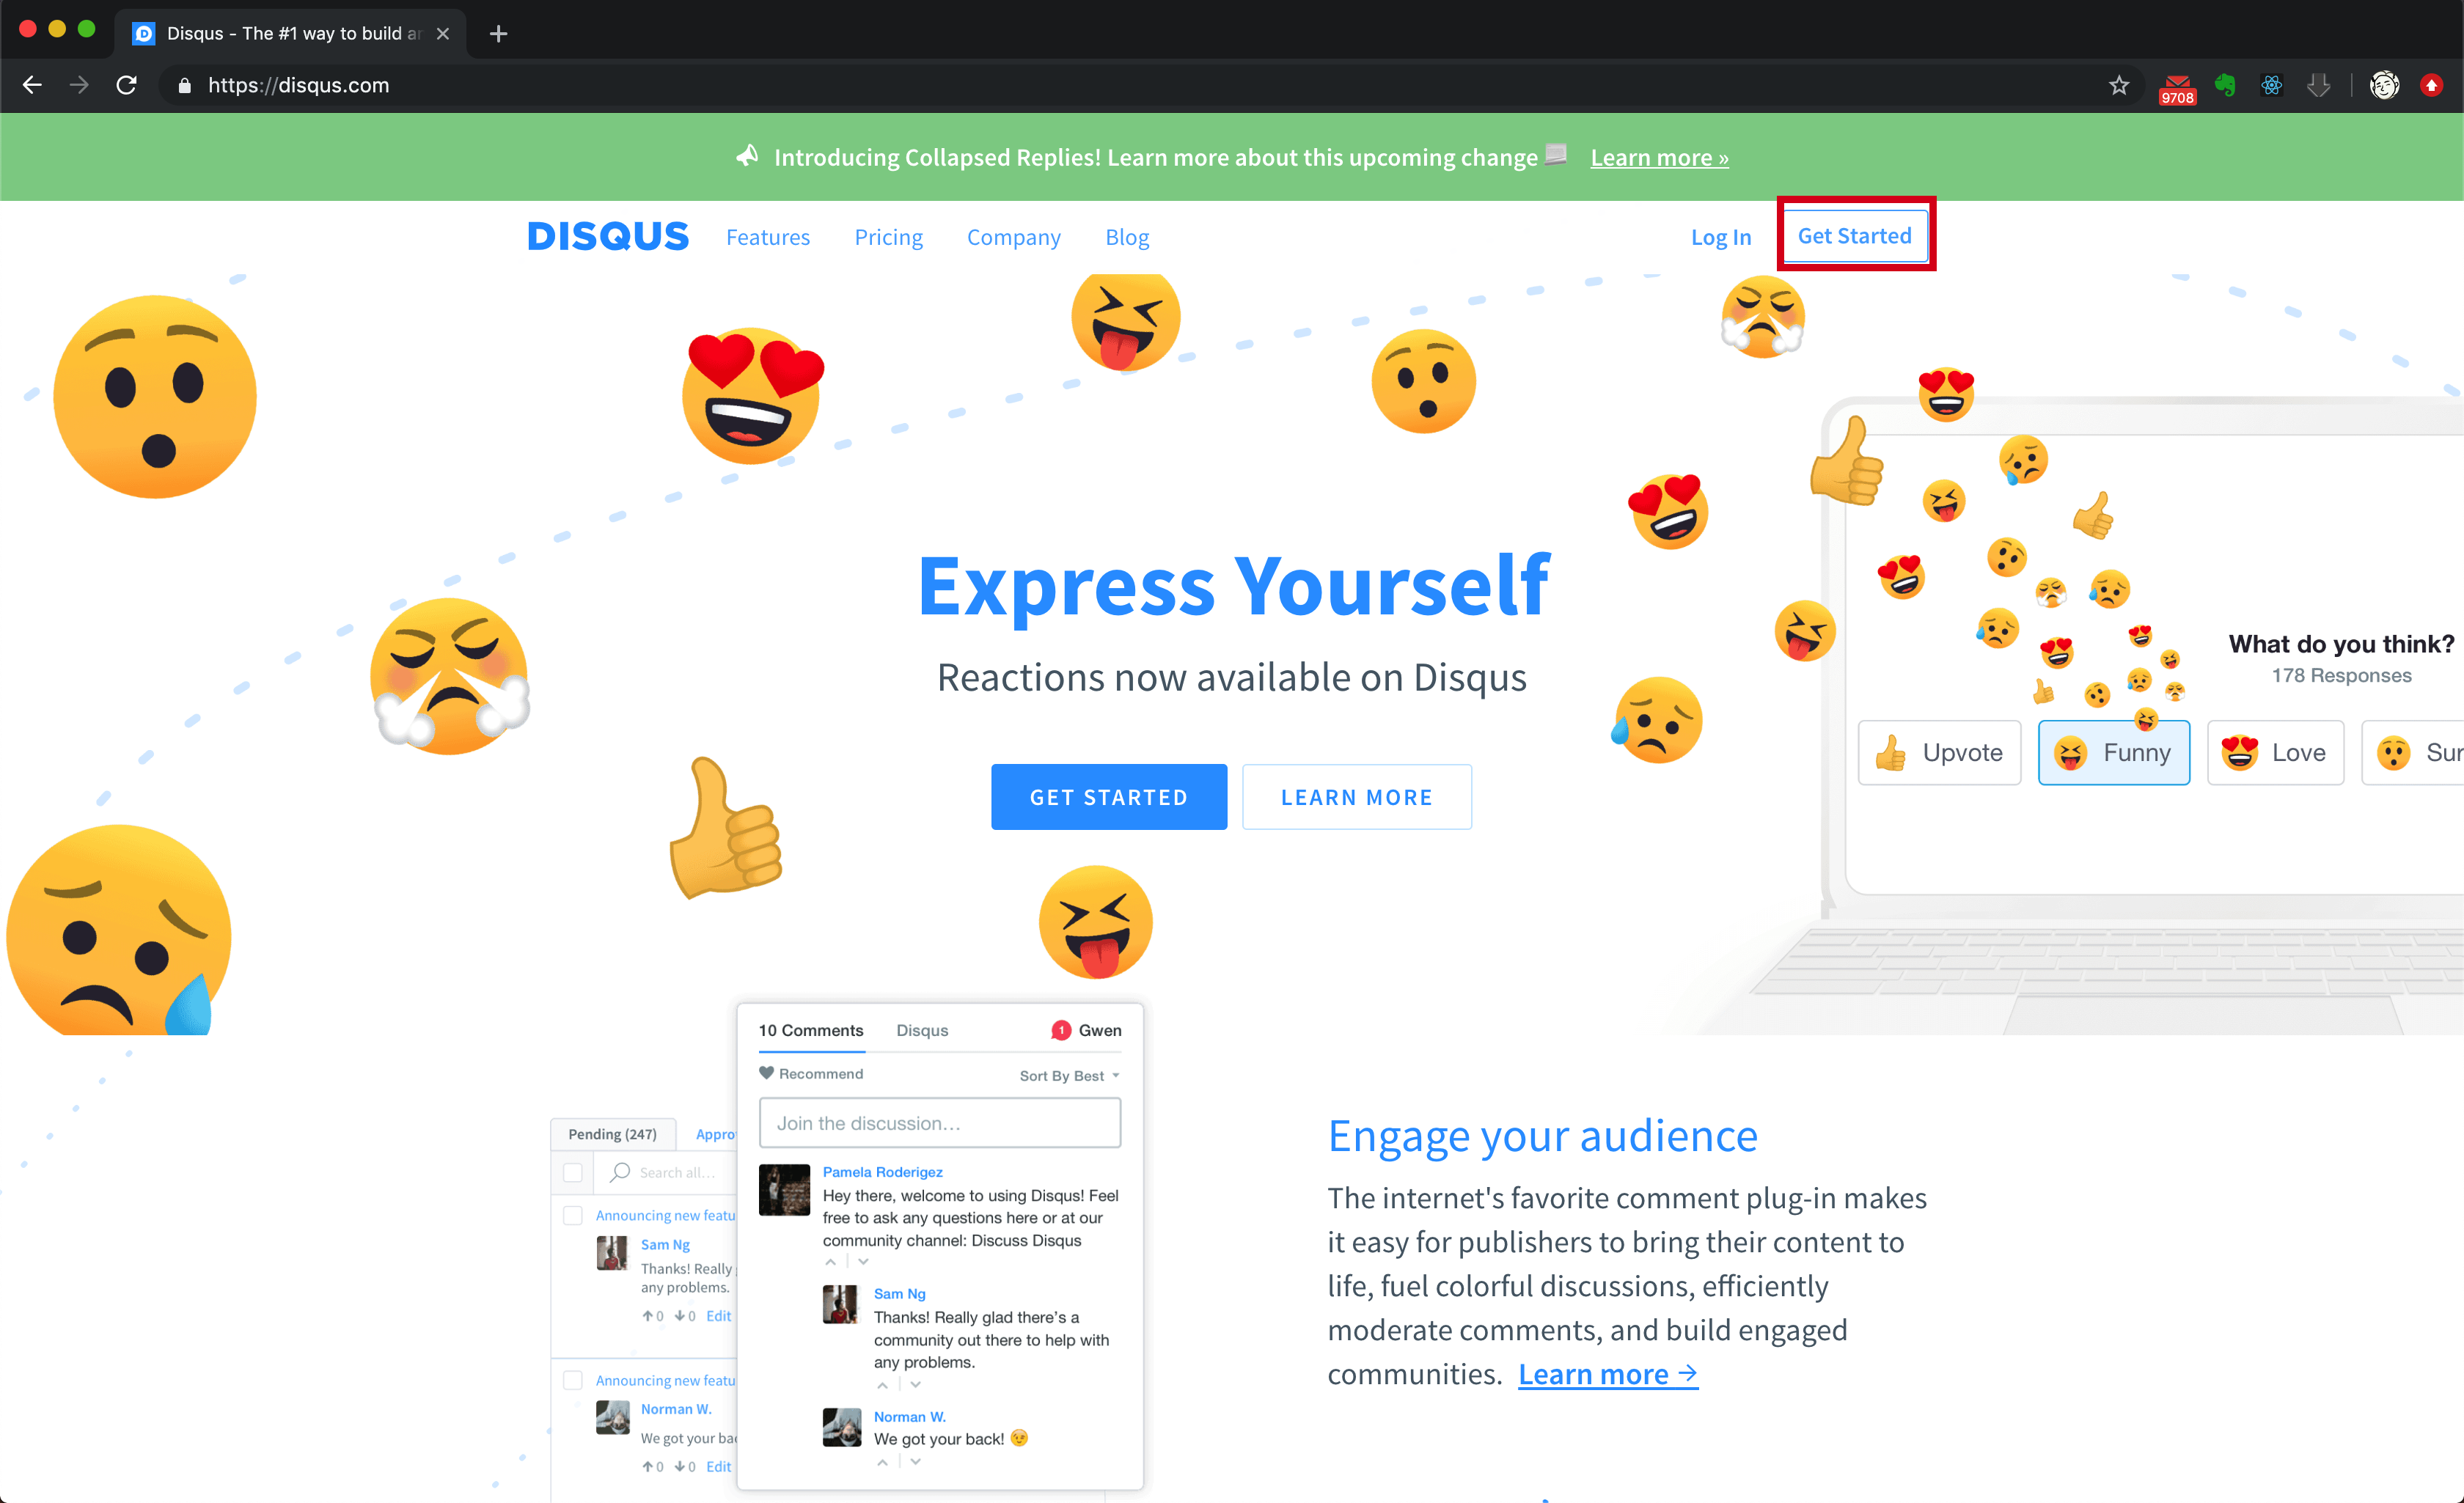 Disqus - The #1 way to build a
https://disqus.com
9708
Introducing Collapsed Replies! Learn more about this upcoming change
Learn more »
DISQUS
Features
Pricing
Company
Blog
Log In
Get Started
Express Yourself
Reactions now available on Disqus
GET STARTED
LEARN MORE
What do you think?
178 Responses
Upvote
Funny
Love
Sur
10 Comments
Disqus
1
Gwen
Recommend
Sort By Best
Join the discussion…
Pamela Roderigez
Hey there, welcome to using Disqus! Feel
free to ask any questions here or at our
community channel: Discuss Disqus
Sam Ng
Thanks! Really glad there's a
community out there to help with
any problems.
Norman W.
We got your back! 😉
Pending (247)
Appro
Search all...
Announcing new featu
Sam Ng
Thanks! Really
any problems.
0 0 Edit
Announcing new featu
Norman W.
We got your bac
0 0 Edit
Engage your audience
The internet's favorite comment plug-in makes
it easy for publishers to bring their content to
life, fuel colorful discussions, efficiently
moderate comments, and build engaged
communities. Learn more →